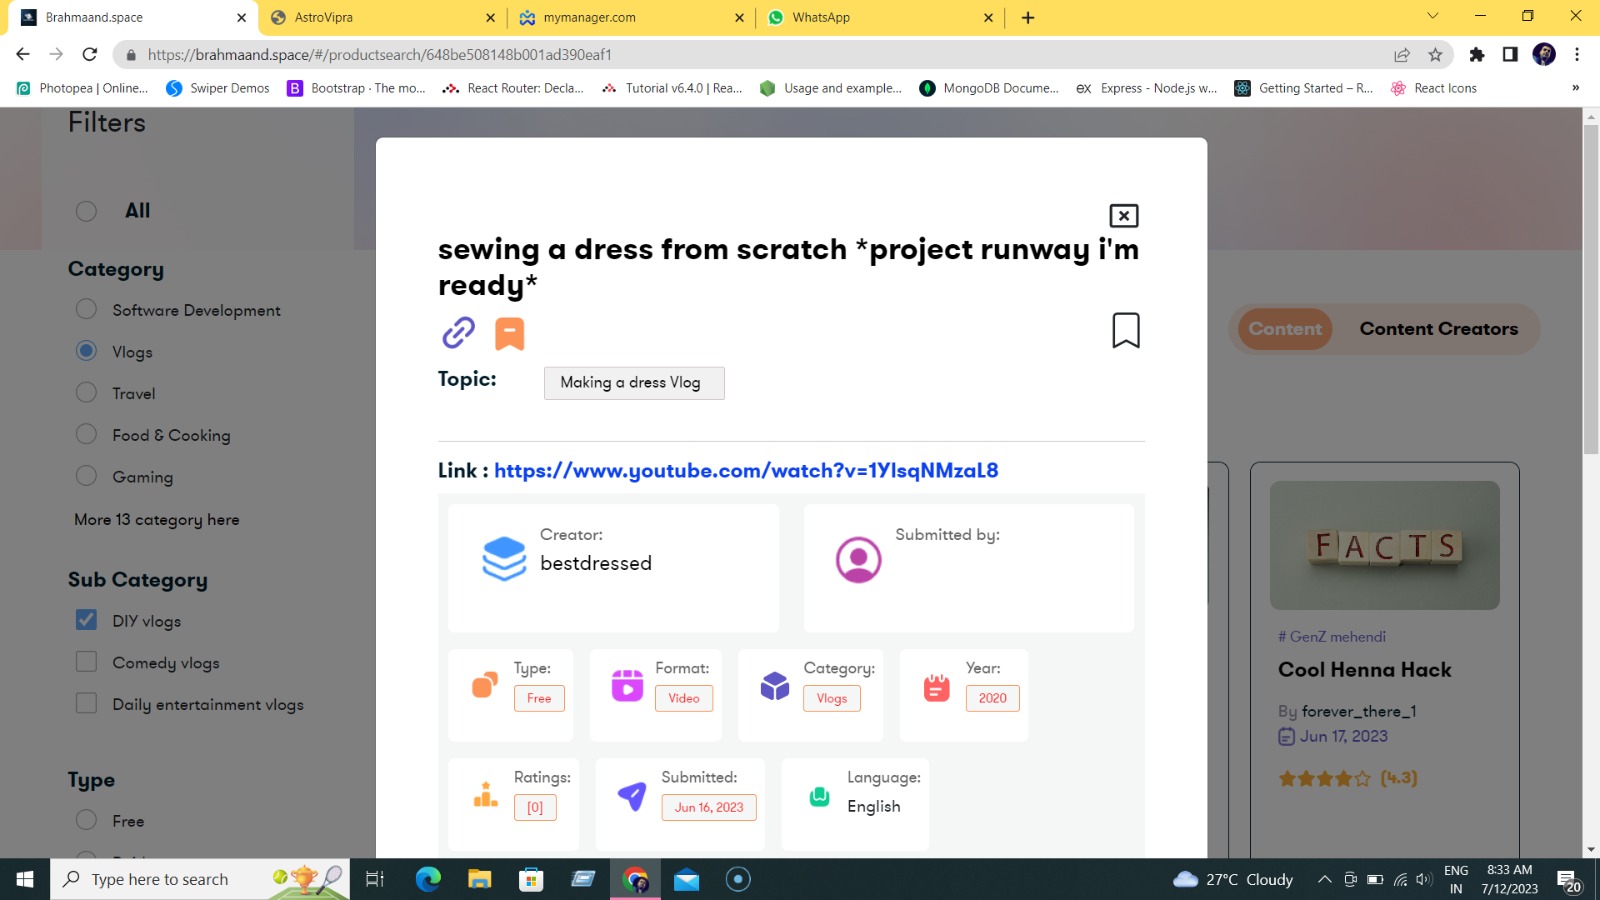 Brahmaand.space
AstroVipra
mymanager.com
WhatsApp
https://brahmaand.space/#/productsearch/648be508148b001ad390eaf1
Photopea | Online...
Swiper Demos
B
Bootstrap · The mo...
React Router: Decla...
Tutorial v6.4.0 | Rea...
Usage and example...
MongoDB Docume...
ex
Express - Node.js w...
Getting Started – R...
React Icons
»
Filters
All
Category
Software Development
Vlogs
Travel
Food & Cooking
Gaming
More 13 category here
Sub Category
DIY vlogs
Comedy vlogs
Daily entertainment vlogs
Type
Free
sewing a dress from scratch *project runway i'm
ready*
Topic:
Making a dress Vlog
Link : https://www.youtube.com/watch?v=1YIsqNMzaL8
Creator:
bestdressed
Submitted by:
Type:
Free
Format:
Video
Category:
Vlogs
Year:
2020
Ratings:
[0]
Submitted:
Jun 16, 2023
Language:
English
Content
Content Creators
FACTS
# GenZ mehendi
Cool Henna Hack
By forever_there_1
Jun 17, 2023
(4.3)
Type here to search
27°C Cloudy
ENG
IN
8:33 AM
7/12/2023
20